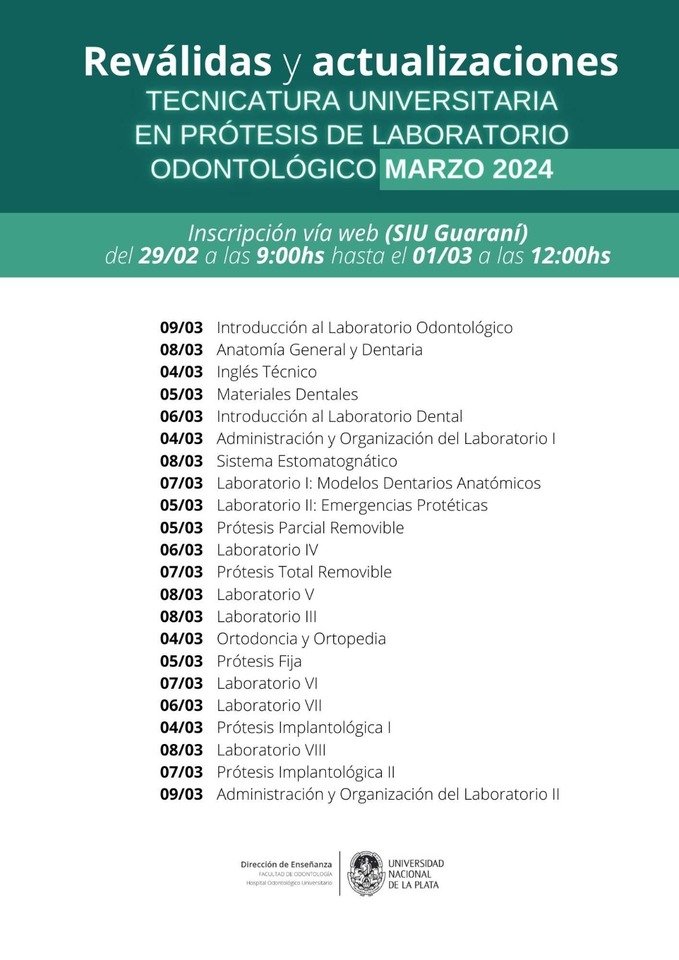 Reválidas y actualizaciones
TECNICATURA UNIVERSITARIA
EN PRÓTESIS DE LABORATORIO
ODONTOLÓGICO MARZO 2024
Inscripción vía web (SIU Guaraní)
del 29/02 a las 9:00hs hasta el 01/03 a las 12:00hs
09/03 Introducción al Laboratorio Odontológico
08/03 Anatomía General y Dentaria
04/03 Inglés Técnico
05/03 Materiales Dentales
06/03 Introducción al Laboratorio Dental
04/03 Administración y Organización del Laboratorio I
08/03 Sistema Estomatognático
07/03 Laboratorio I: Modelos Dentarios Anatómicos
05/03 Laboratorio II: Emergencias Protéticas
05/03 Prótesis Parcial Removible
06/03 Laboratorio IV
07/03 Prótesis Total Removible
08/03 Laboratorio V
08/03 Laboratorio III
04/03 Ortodoncia y Ortopedia
05/03 Prótesis Fija
07/03 Laboratorio VI
06/03 Laboratorio VII
04/03 Prótesis Implantológica I
08/03 Laboratorio VIII
07/03 Prótesis Implantológica II
09/03 Administración y Organización del Laboratorio II
Dirección de Enseñanza
FACULTAD DE ODONTOLOGÍA
Hospital Odontológico Universitario
UNIVERSIDAD
NACIONAL
DE LA PLATA